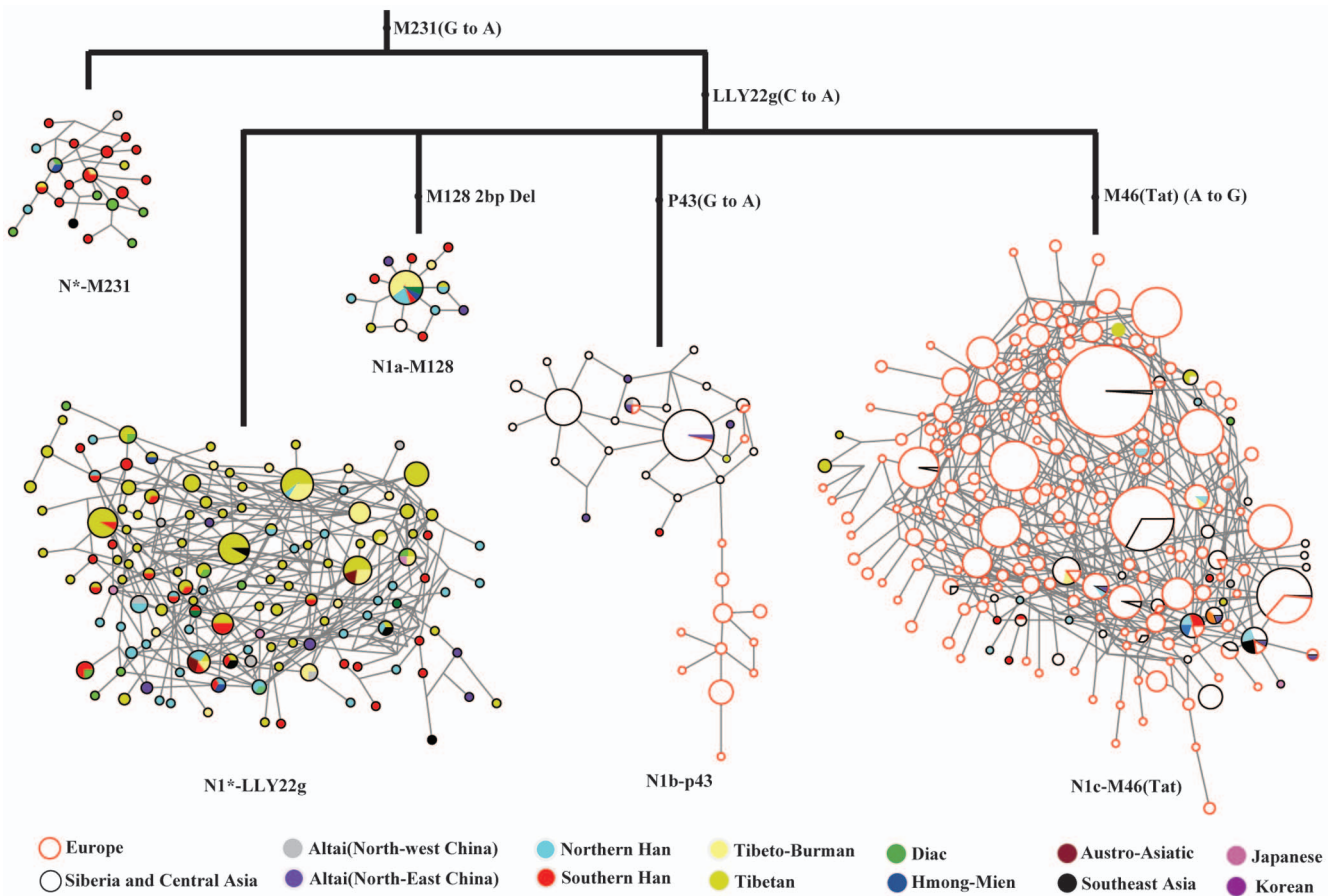 M231(G to A)
LLY22g(C to A)
M128 2bp Del
P43(G to A)
M46(Tat) (A to G)
N*-M231
N1a-M128
N1*-LLY22g
N1b-p43
N1c-M46(Tat)
Europe
Altai(North-west China)
Northern Han
Tibeto-Burman
Diac
Austro-Asiatic
Japanese
Siberia and Central Asia
Altai(North-East China)
Southern Han
Tibetan
Hmong-Mien
Southeast Asia
Korean